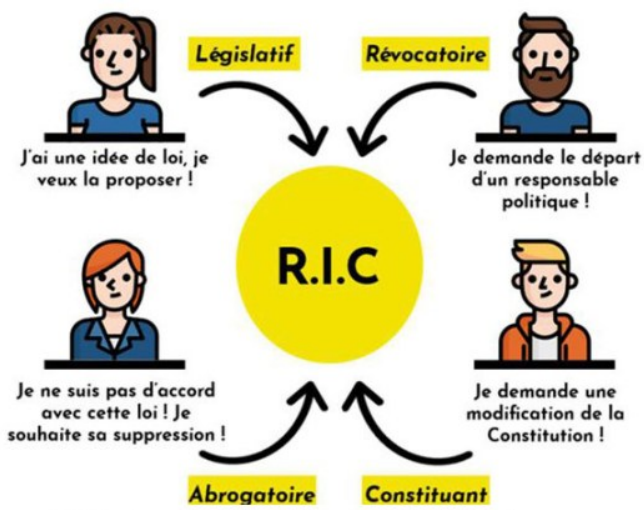 Législatif
Révocatoire
J'ai une idée de loi, je
veux la proposer !
Je demande le départ
d'un responsable
politique !
R.I.C
Je ne suis pas d'accord
avec cette loi ! Je
souhaite sa suppression !
Je demande une
modification de la
Constitution !
Abrogatoire
Constituant